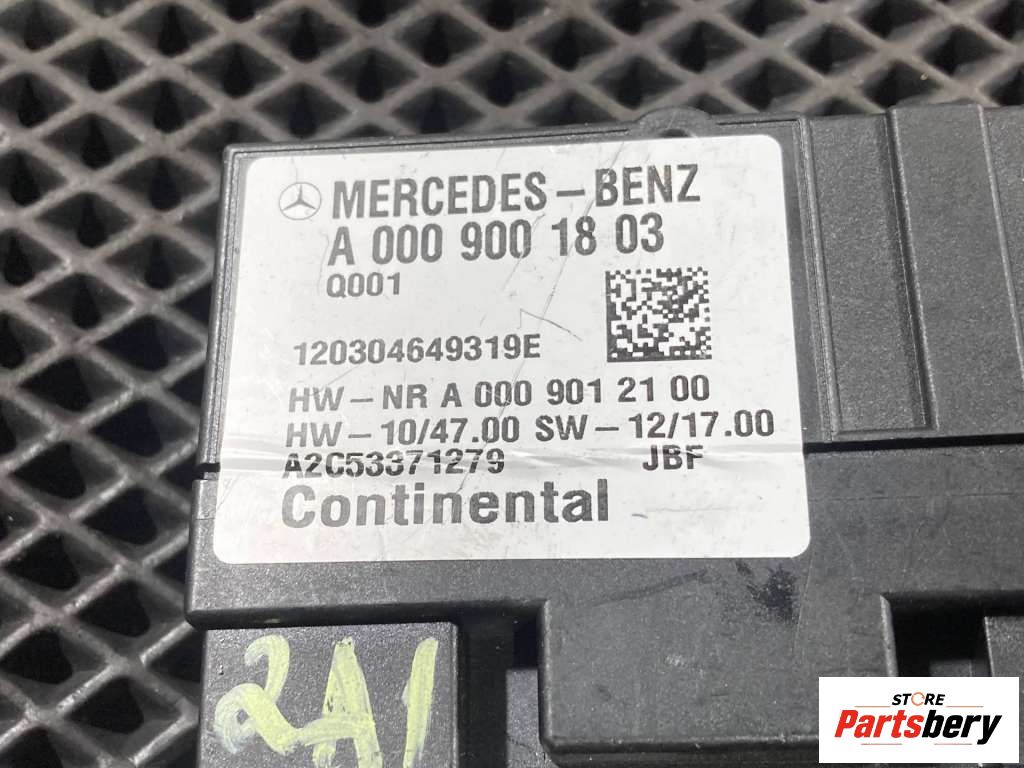 MERCEDES-BENZ
A 000 900 18 03
Q001
120304649319E
HW-NR A 000 901 21 00
HW-10/47.00 SW-12/17.00
A2C53371279 JBF
Continental
2A1
STORE
Partsbery